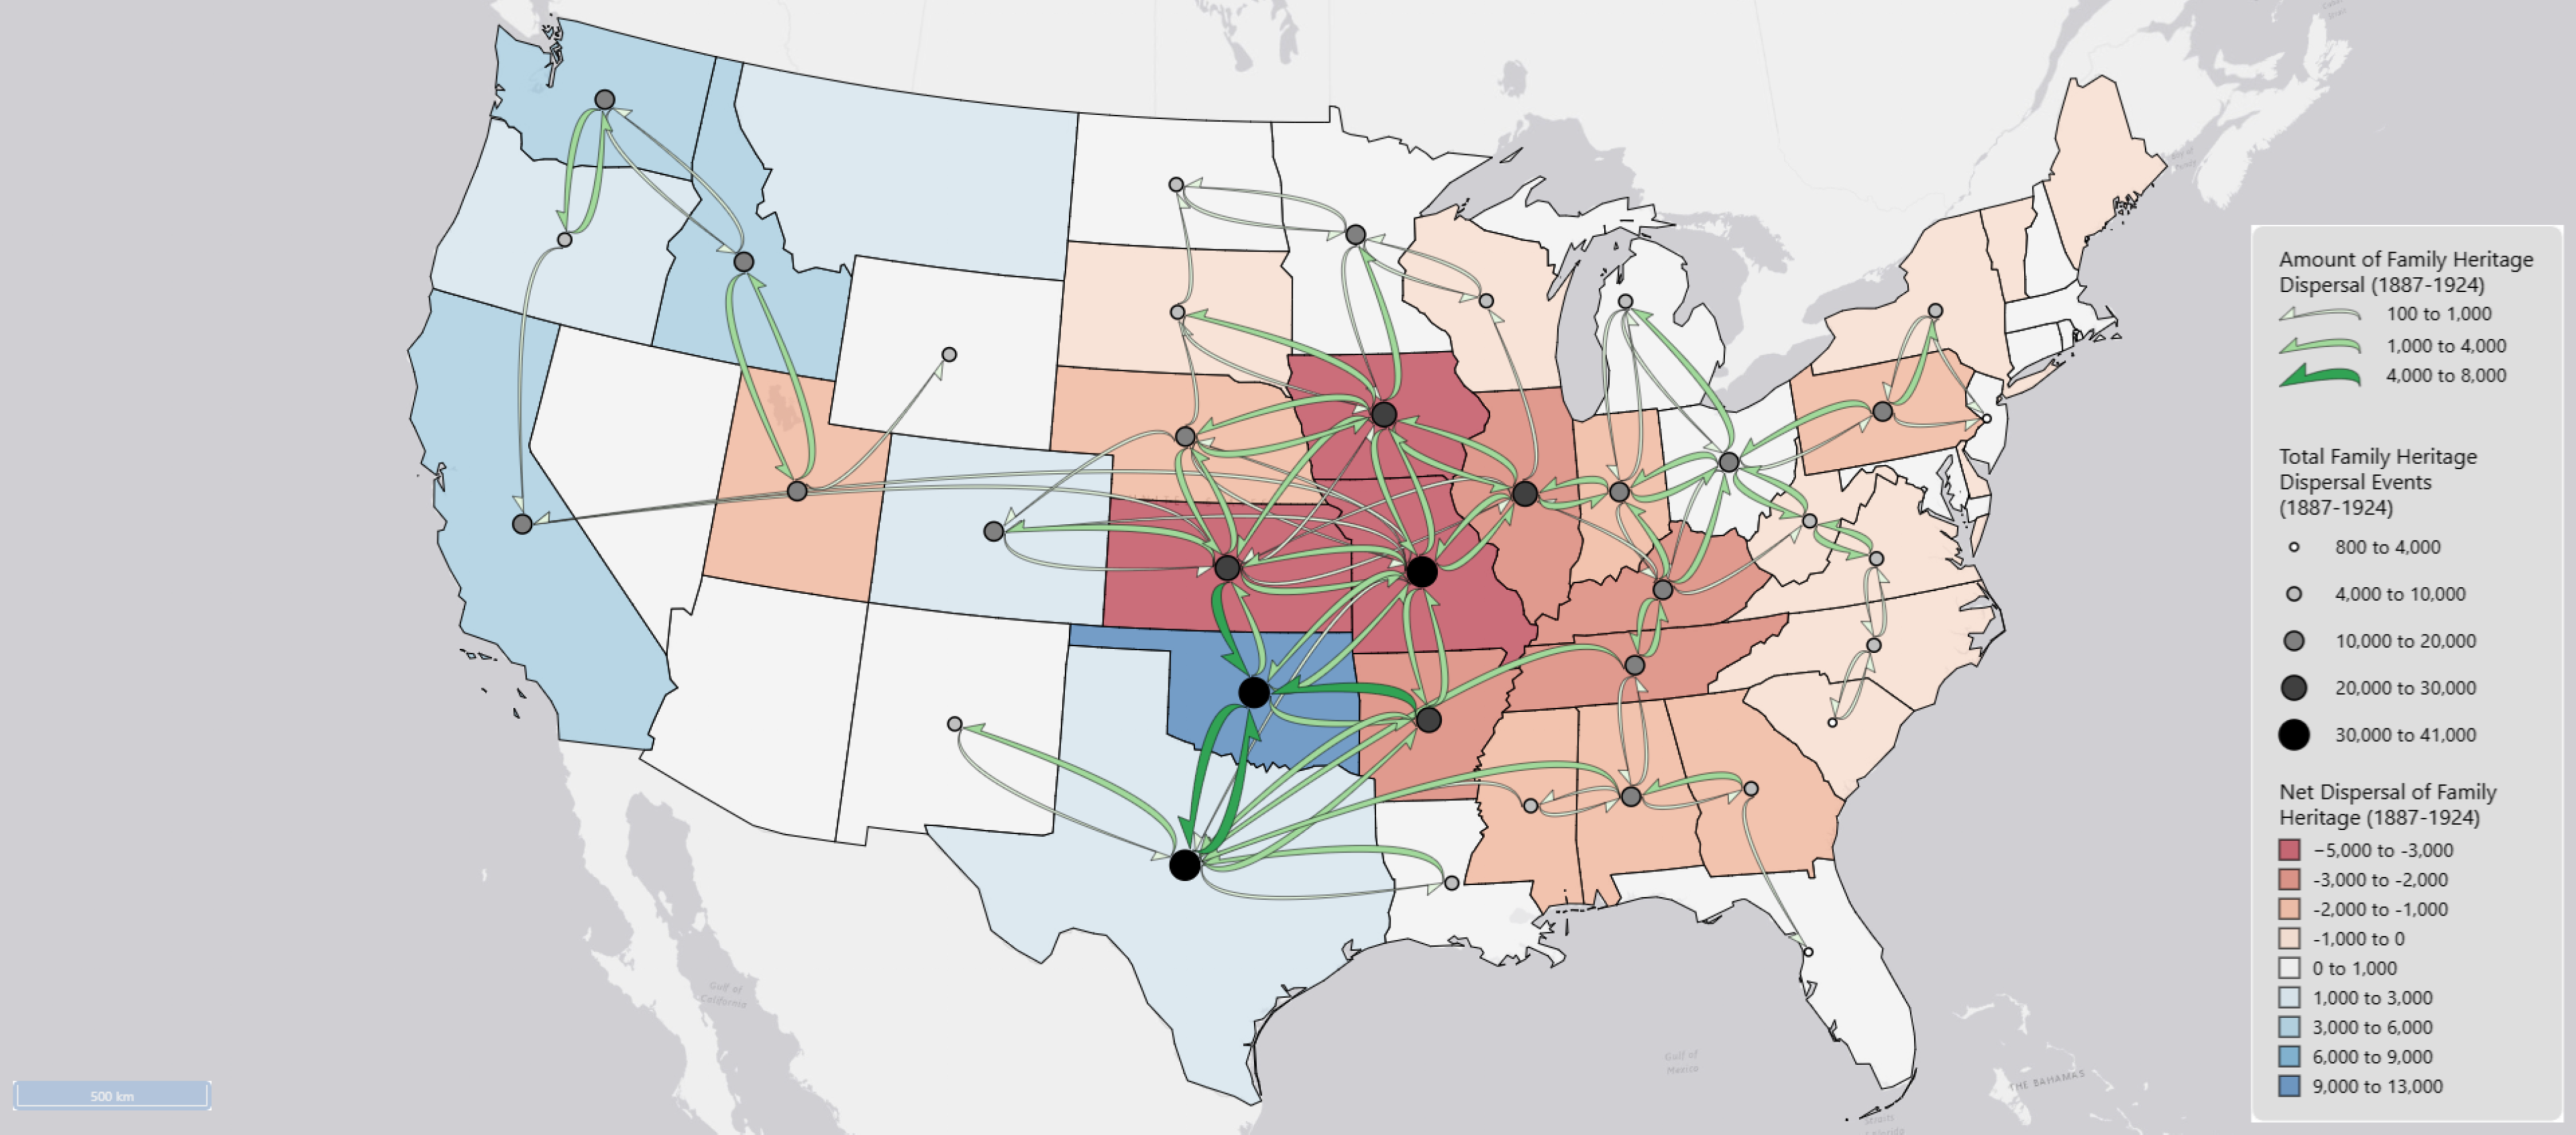 Amount of Family Heritage
Dispersal (1887-1924)
100 to 1,000
1,000 to 4,000
4,000 to 8,000
Total Family Heritage
Dispersal Events
(1887-1924)
800 to 4,000
4,000 to 10,000
10,000 to 20,000
20,000 to 30,000
30,000 to 41,000
Net Dispersal of Family
Heritage (1887-1924)
−5,000 to -3,000
-3,000 to -2,000
-2,000 to -1,000
-1,000 to 0
0 to 1,000
1,000 to 3,000
3,000 to 6,000
6,000 to 9,000
9,000 to 13,000
Gulf of
California
Gulf of
Mexico
THE BAHAMAS
500 km